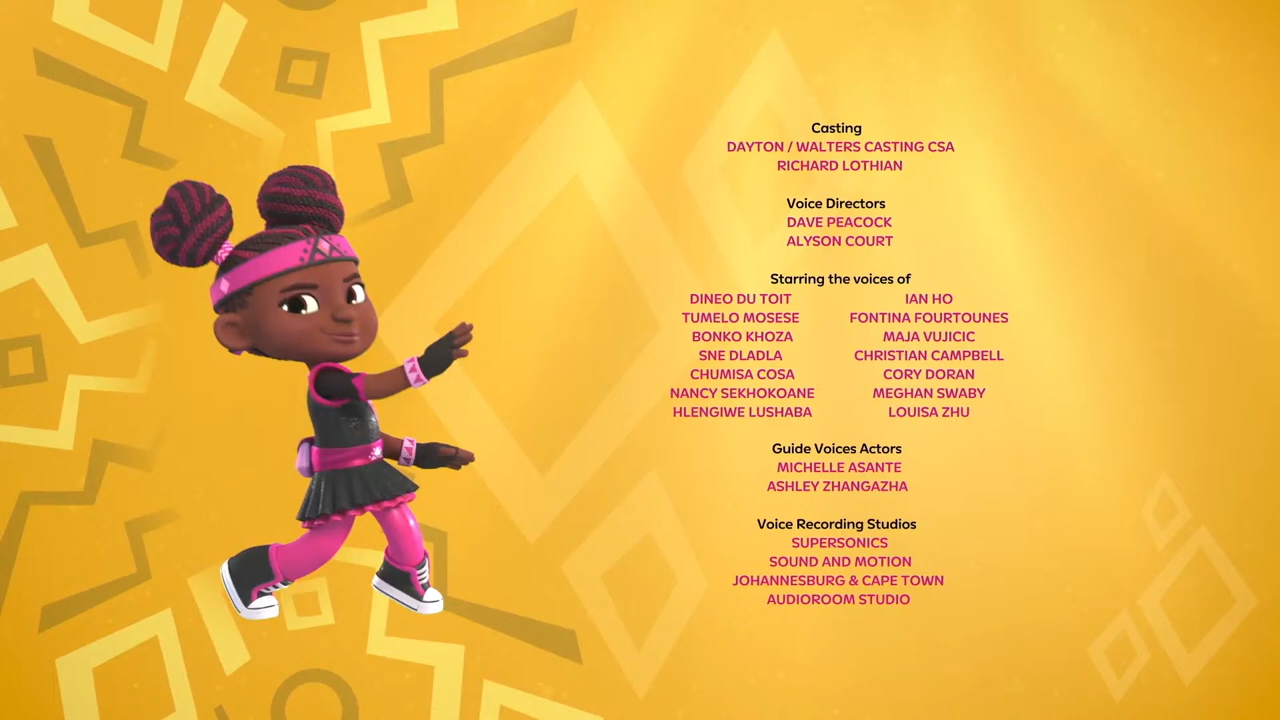 Casting
DAYTON / WALTERS CASTING CSA
RICHARD LOTHIAN
Voice Directors
DAVE PEACOCK
ALYSON COURT
Starring the voices of
DINEO DU TOIT
TUMELO MOSESE
BONKO KHOZA
SNE DLADLA
CHUMISA COSA
NANCY SEKHOKOANE
HLENGIWE LUSHABA
IAN HO
FONTINA FOURTOUNES
MAJA VUJICIC
CHRISTIAN CAMPBELL
CORY DORAN
MEGHAN SWABY
LOUISA ZHU
Guide Voices Actors
MICHELLE ASANTE
ASHLEY ZHANGAZHA
Voice Recording Studios
SUPERSONICS
SOUND AND MOTION
JOHANNESBURG & CAPE TOWN
AUDIOROOM STUDIO